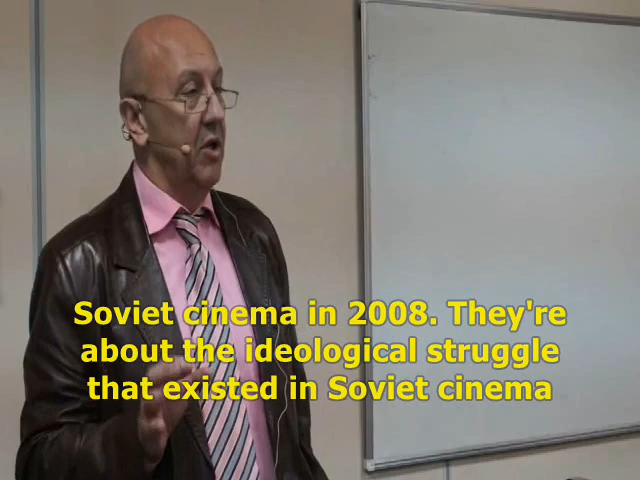 Soviet cinema in 2008. They're
about the ideological struggle
that existed in Soviet cinema